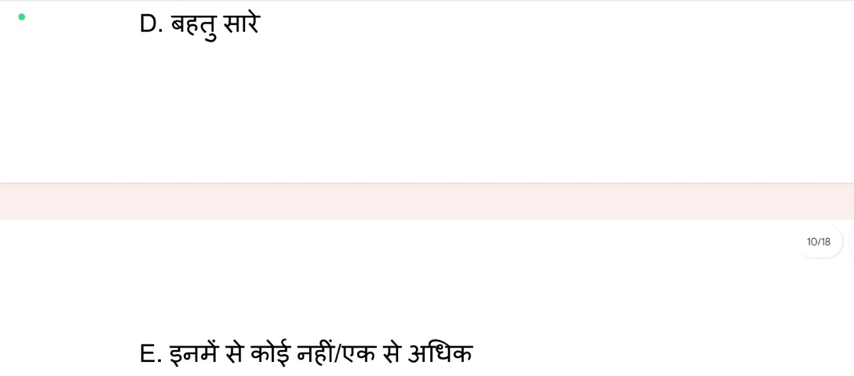 D. बहतु सारे
10/18
E. इनमें से कोई नहीं/एक से अधिक